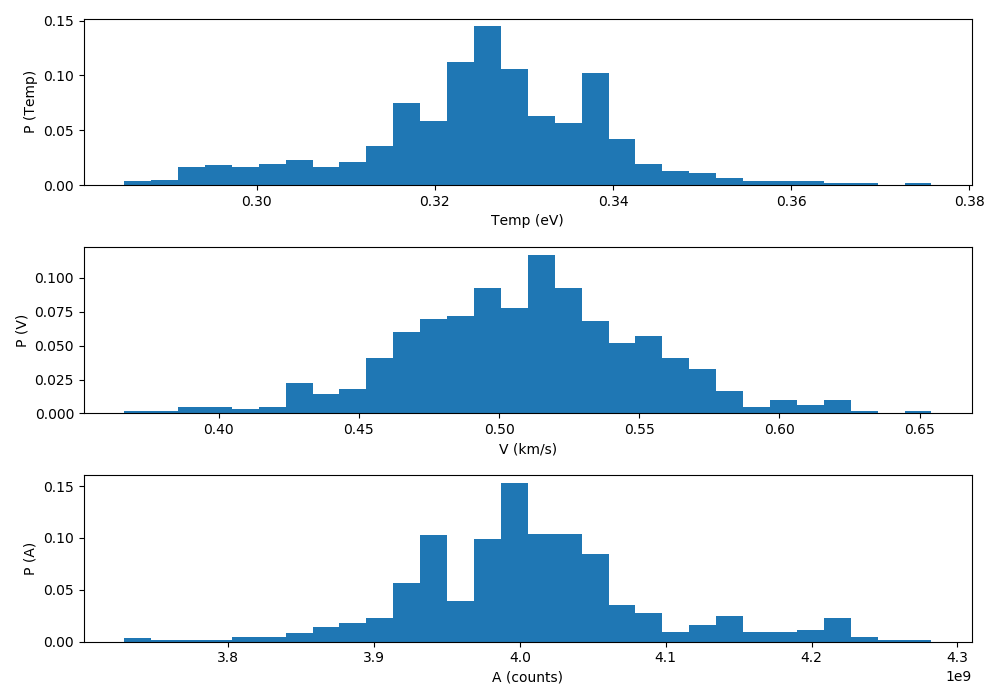 0.15
0.10
0.05
0.00
P (Temp)
0.30 0.32 0.34 0.36 0.38
Temp (eV)
0.100
0.075
0.050
0.025
0.000
P (V)
0.40 0.45 0.50 0.55 0.60 0.65
V (km/s)
0.15
0.10
0.05
0.00
P (A)
3.8 3.9 4.0 4.1 4.2 4.3
1e9
A (counts)